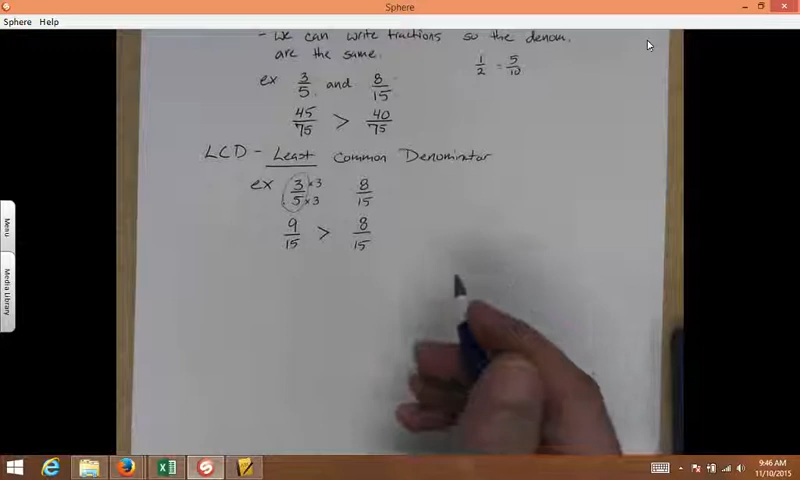 Sphere
Sphere Help
- We can write fractions so the denom.
are the same.
1/2 = 5/10
ex 3/5 and 8/15
45/75 > 40/75
LCD - Least Common Denominator
ex 3/5 ×3 ×3 8/15
9/15 > 8/15
Menu
Media Library
9:46 AM
11/10/2015